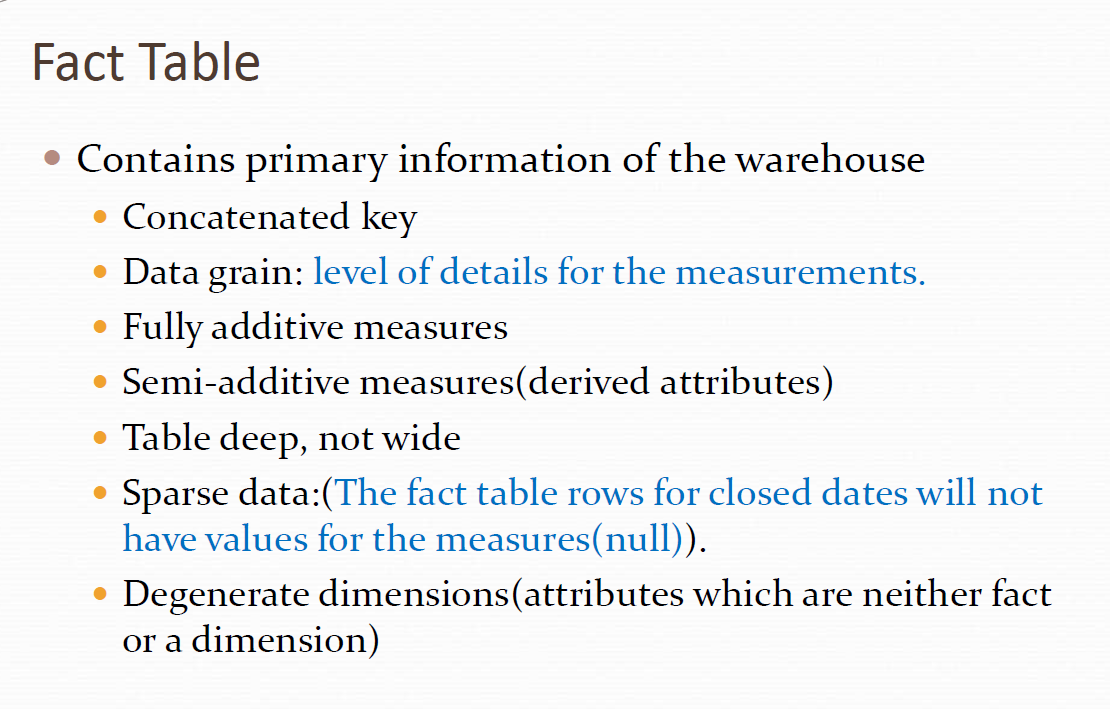 Fact Table
• Contains primary information of the warehouse
• Concatenated key
• Data grain: level of details for the measurements.
• Fully additive measures
• Semi-additive measures(derived attributes)
• Table deep, not wide
• Sparse data:(The fact table rows for closed dates will not
have values for the measures(null)).
• Degenerate dimensions(attributes which are neither fact
or a dimension)